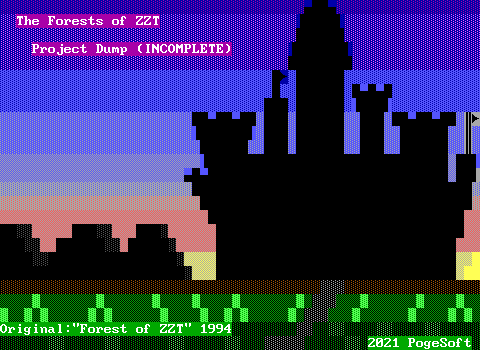 The Forests of ZZT
Project Dump (INCOMPLETE)
Original:"Forest of ZZT" 1994
2021 PogeSoft